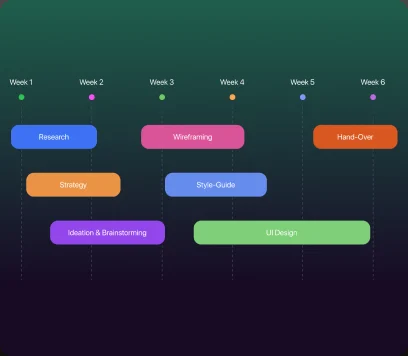 Week 1
Week 2
Week 3
Week 4
Week 5
Week 6
Research
Wireframing
Hand-Over
Strategy
Style-Guide
Ideation & Brainstorming
UI Design